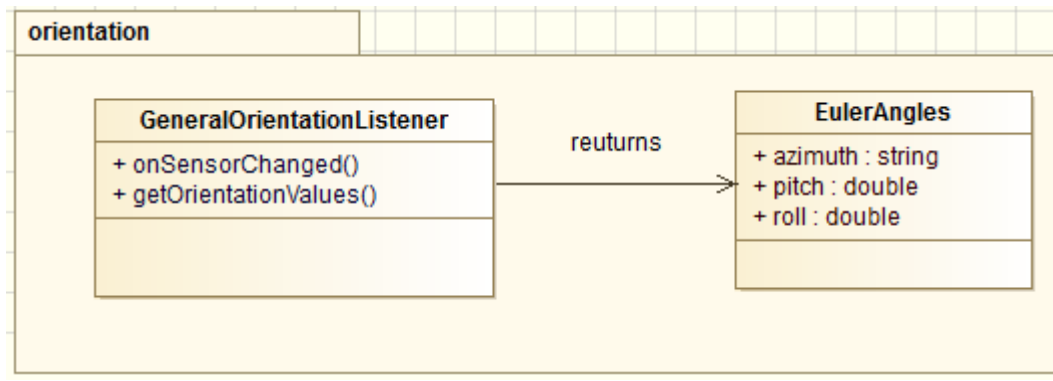 orientation
GeneralOrientationListener
+ onSensorChanged()
+ getOrientationValues()
reuturns
EulerAngles
+ azimuth : string
+ pitch : double
+ roll : double